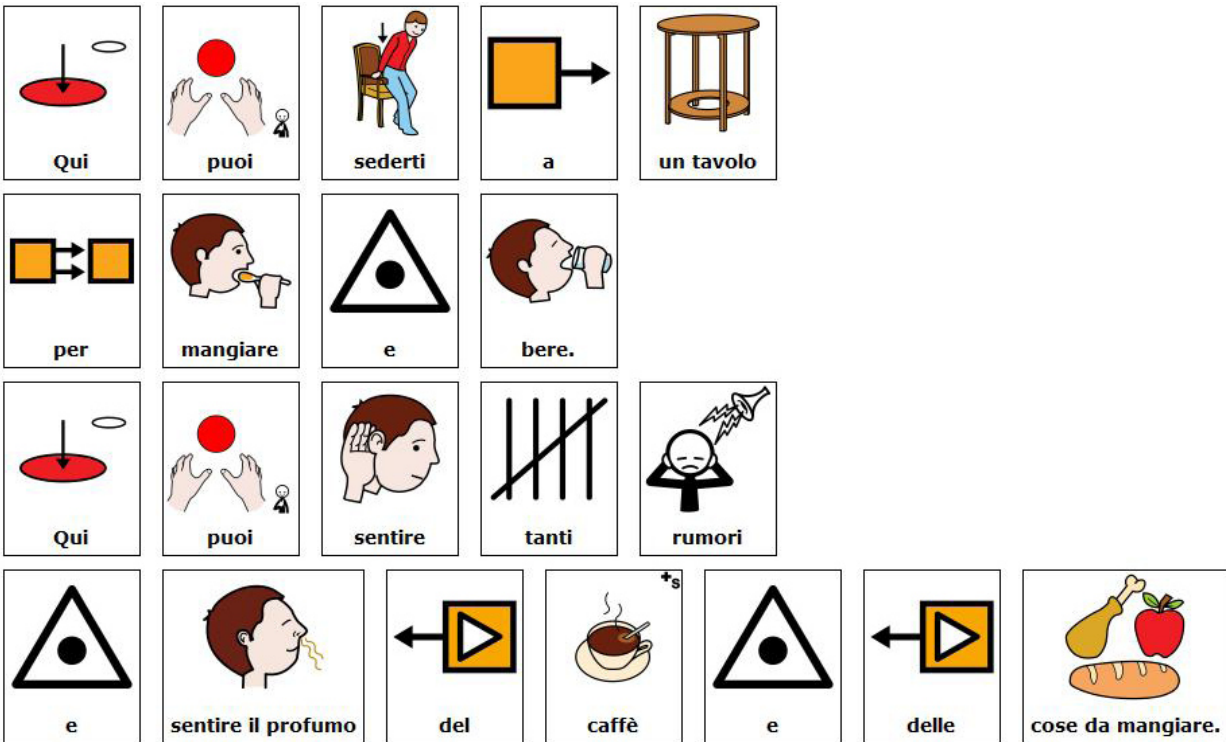 Qui puoi sederti a un tavolo
per mangiare e bere.
Qui puoi sentire tanti rumori
+s
e sentire il profumo del caffè e delle cose da mangiare.